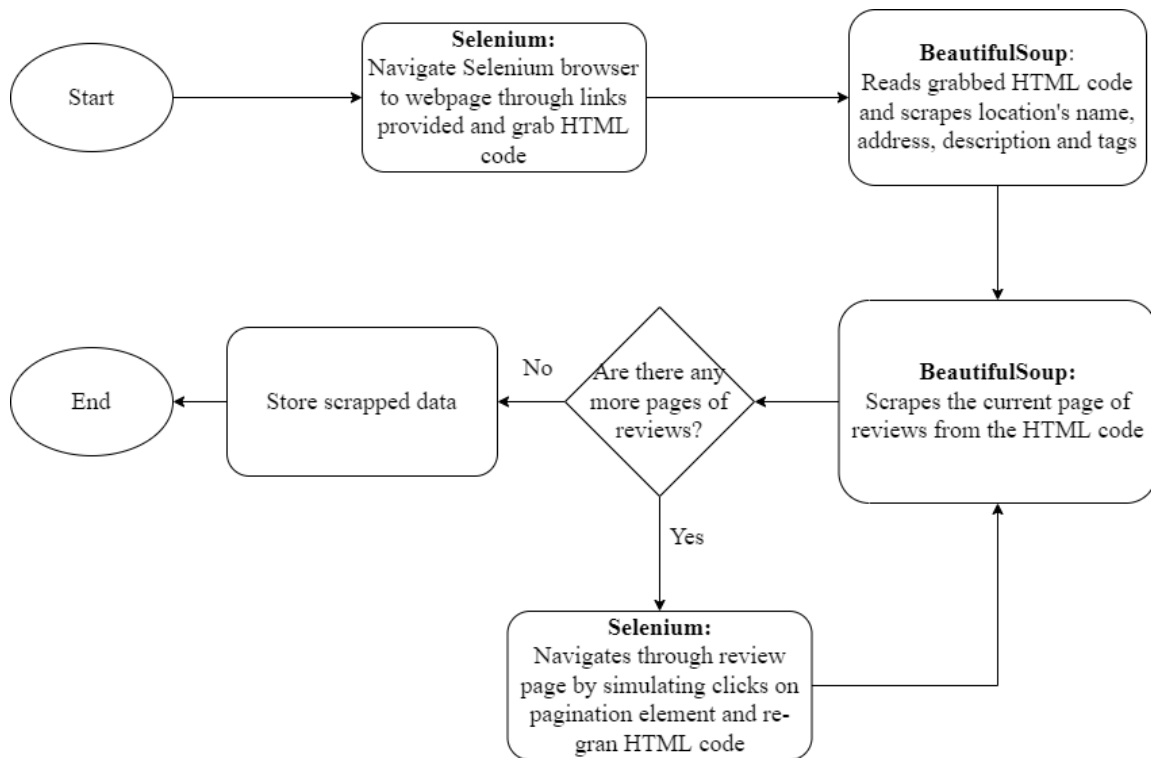 Start
Selenium:
Navigate Selenium browser
to webpage through links
provided and grab HTML
code
BeautifulSoup:
Reads grabbed HTML code
and scrapes location's name,
address, description and tags
BeautifulSoup:
Scrapes the current page of
reviews from the HTML code
Are there any
more pages of
reviews?
No
Store scrapped data
End
Yes
Selenium:
Navigates through review
page by simulating clicks on
pagination element and re-
gran HTML code